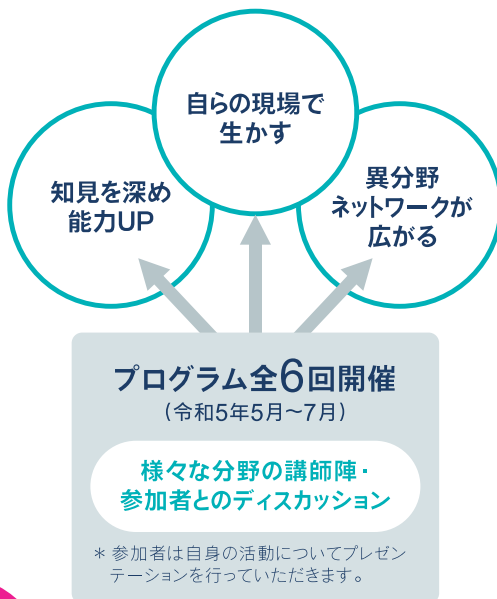 自らの現場で
生かす
知見を深め
能力UP
異分野
ネットワークが
広がる
プログラム全6回開催
(令和5年5月〜7月)
様々な分野の講師陣・
参加者とのディスカッション
＊参加者は自身の活動についてプレゼン
テーションを行っていただきます。